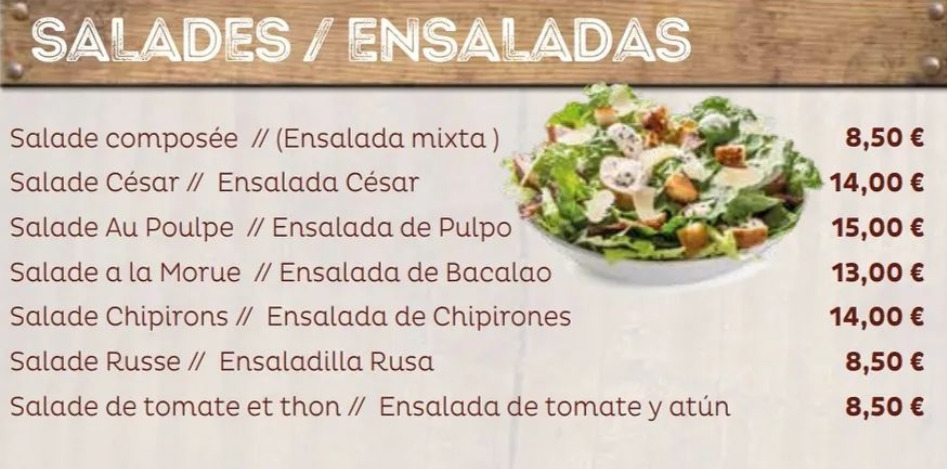 SALADES / ENSALADAS
Salade composée // (Ensalada mixta ) 8,50 €
Salade César // Ensalada César 14,00 €
Salade Au Poulpe // Ensalada de Pulpo 15,00 €
Salade a la Morue // Ensalada de Bacalao 13,00 €
Salade Chipirons // Ensalada de Chipirones 14,00 €
Salade Russe // Ensaladilla Rusa 8,50 €
Salade de tomate et thon // Ensalada de tomate y atún 8,50 €